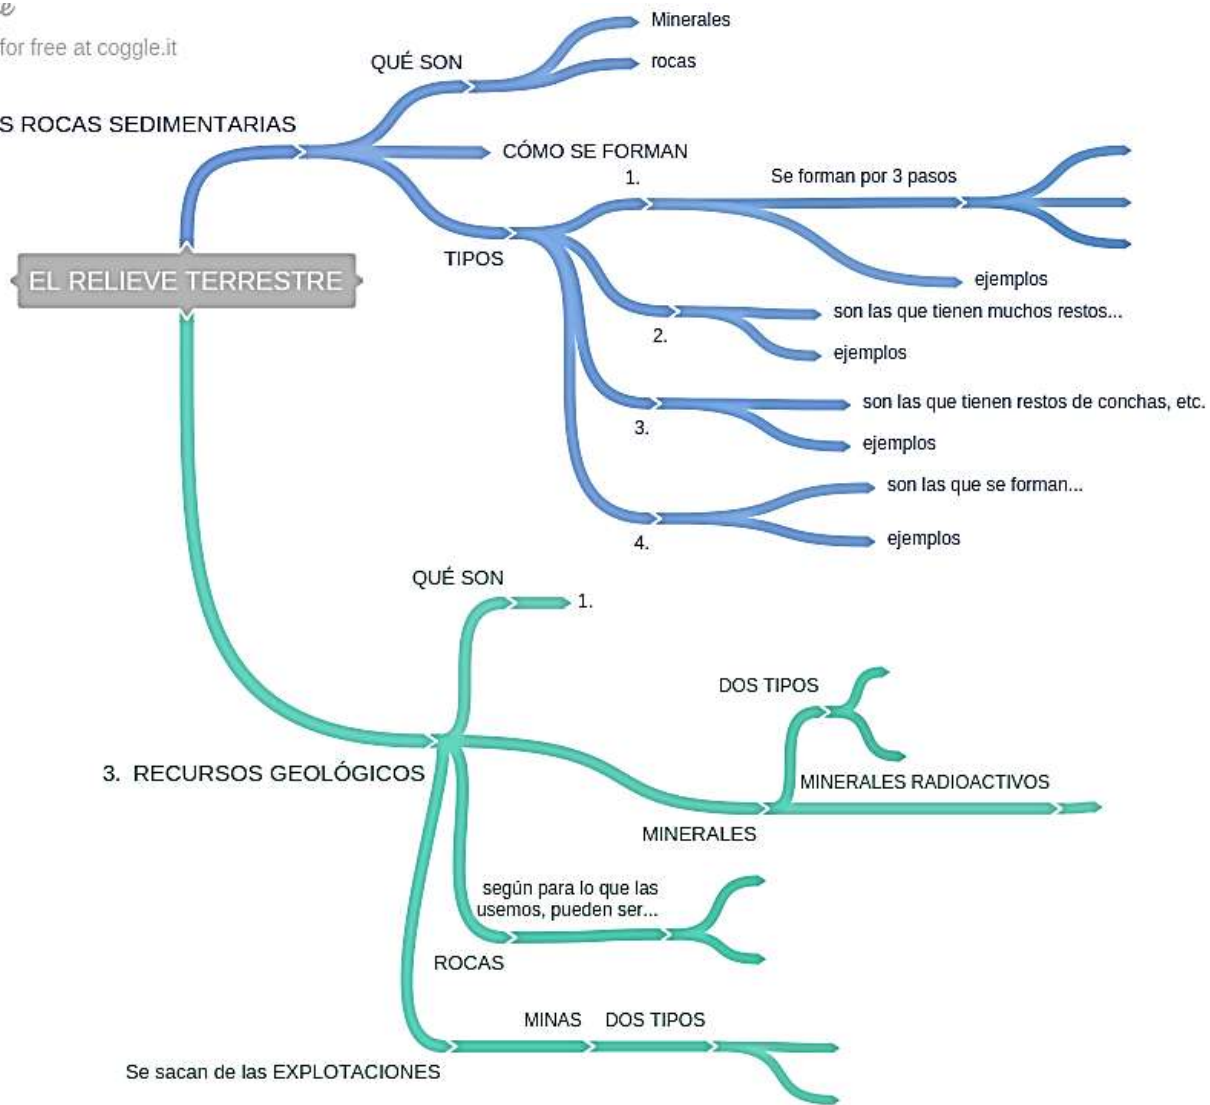 for free at coggle.it
S ROCAS SEDIMENTARIAS
QUÉ SON
Minerales
rocas
CÓMO SE FORMAN
TIPOS
1.
Se forman por 3 pasos
ejemplos
2.
son las que tienen muchos restos...
ejemplos
3.
son las que tienen restos de conchas, etc.
ejemplos
4.
son las que se forman...
ejemplos
EL RELIEVE TERRESTRE
3. RECURSOS GEOLÓGICOS
QUÉ SON
1.
MINERALES
DOS TIPOS
MINERALES RADIOACTIVOS
ROCAS
según para lo que las
usemos, pueden ser...
Se sacan de las EXPLOTACIONES
MINAS
DOS TIPOS